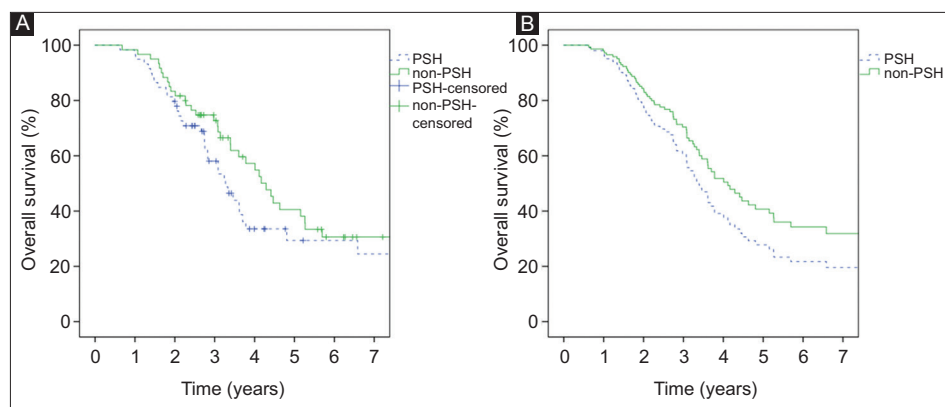 A
Overall survival (%)
100
80
60
40
20
0
0 1 2 3 4 5 6 7
Time (years)
PSH
non-PSH
PSH-censored
non-PSH-
censored
B
Overall survival (%)
100
80
60
40
20
0
0 1 2 3 4 5 6 7
Time (years)
PSH
non-PSH